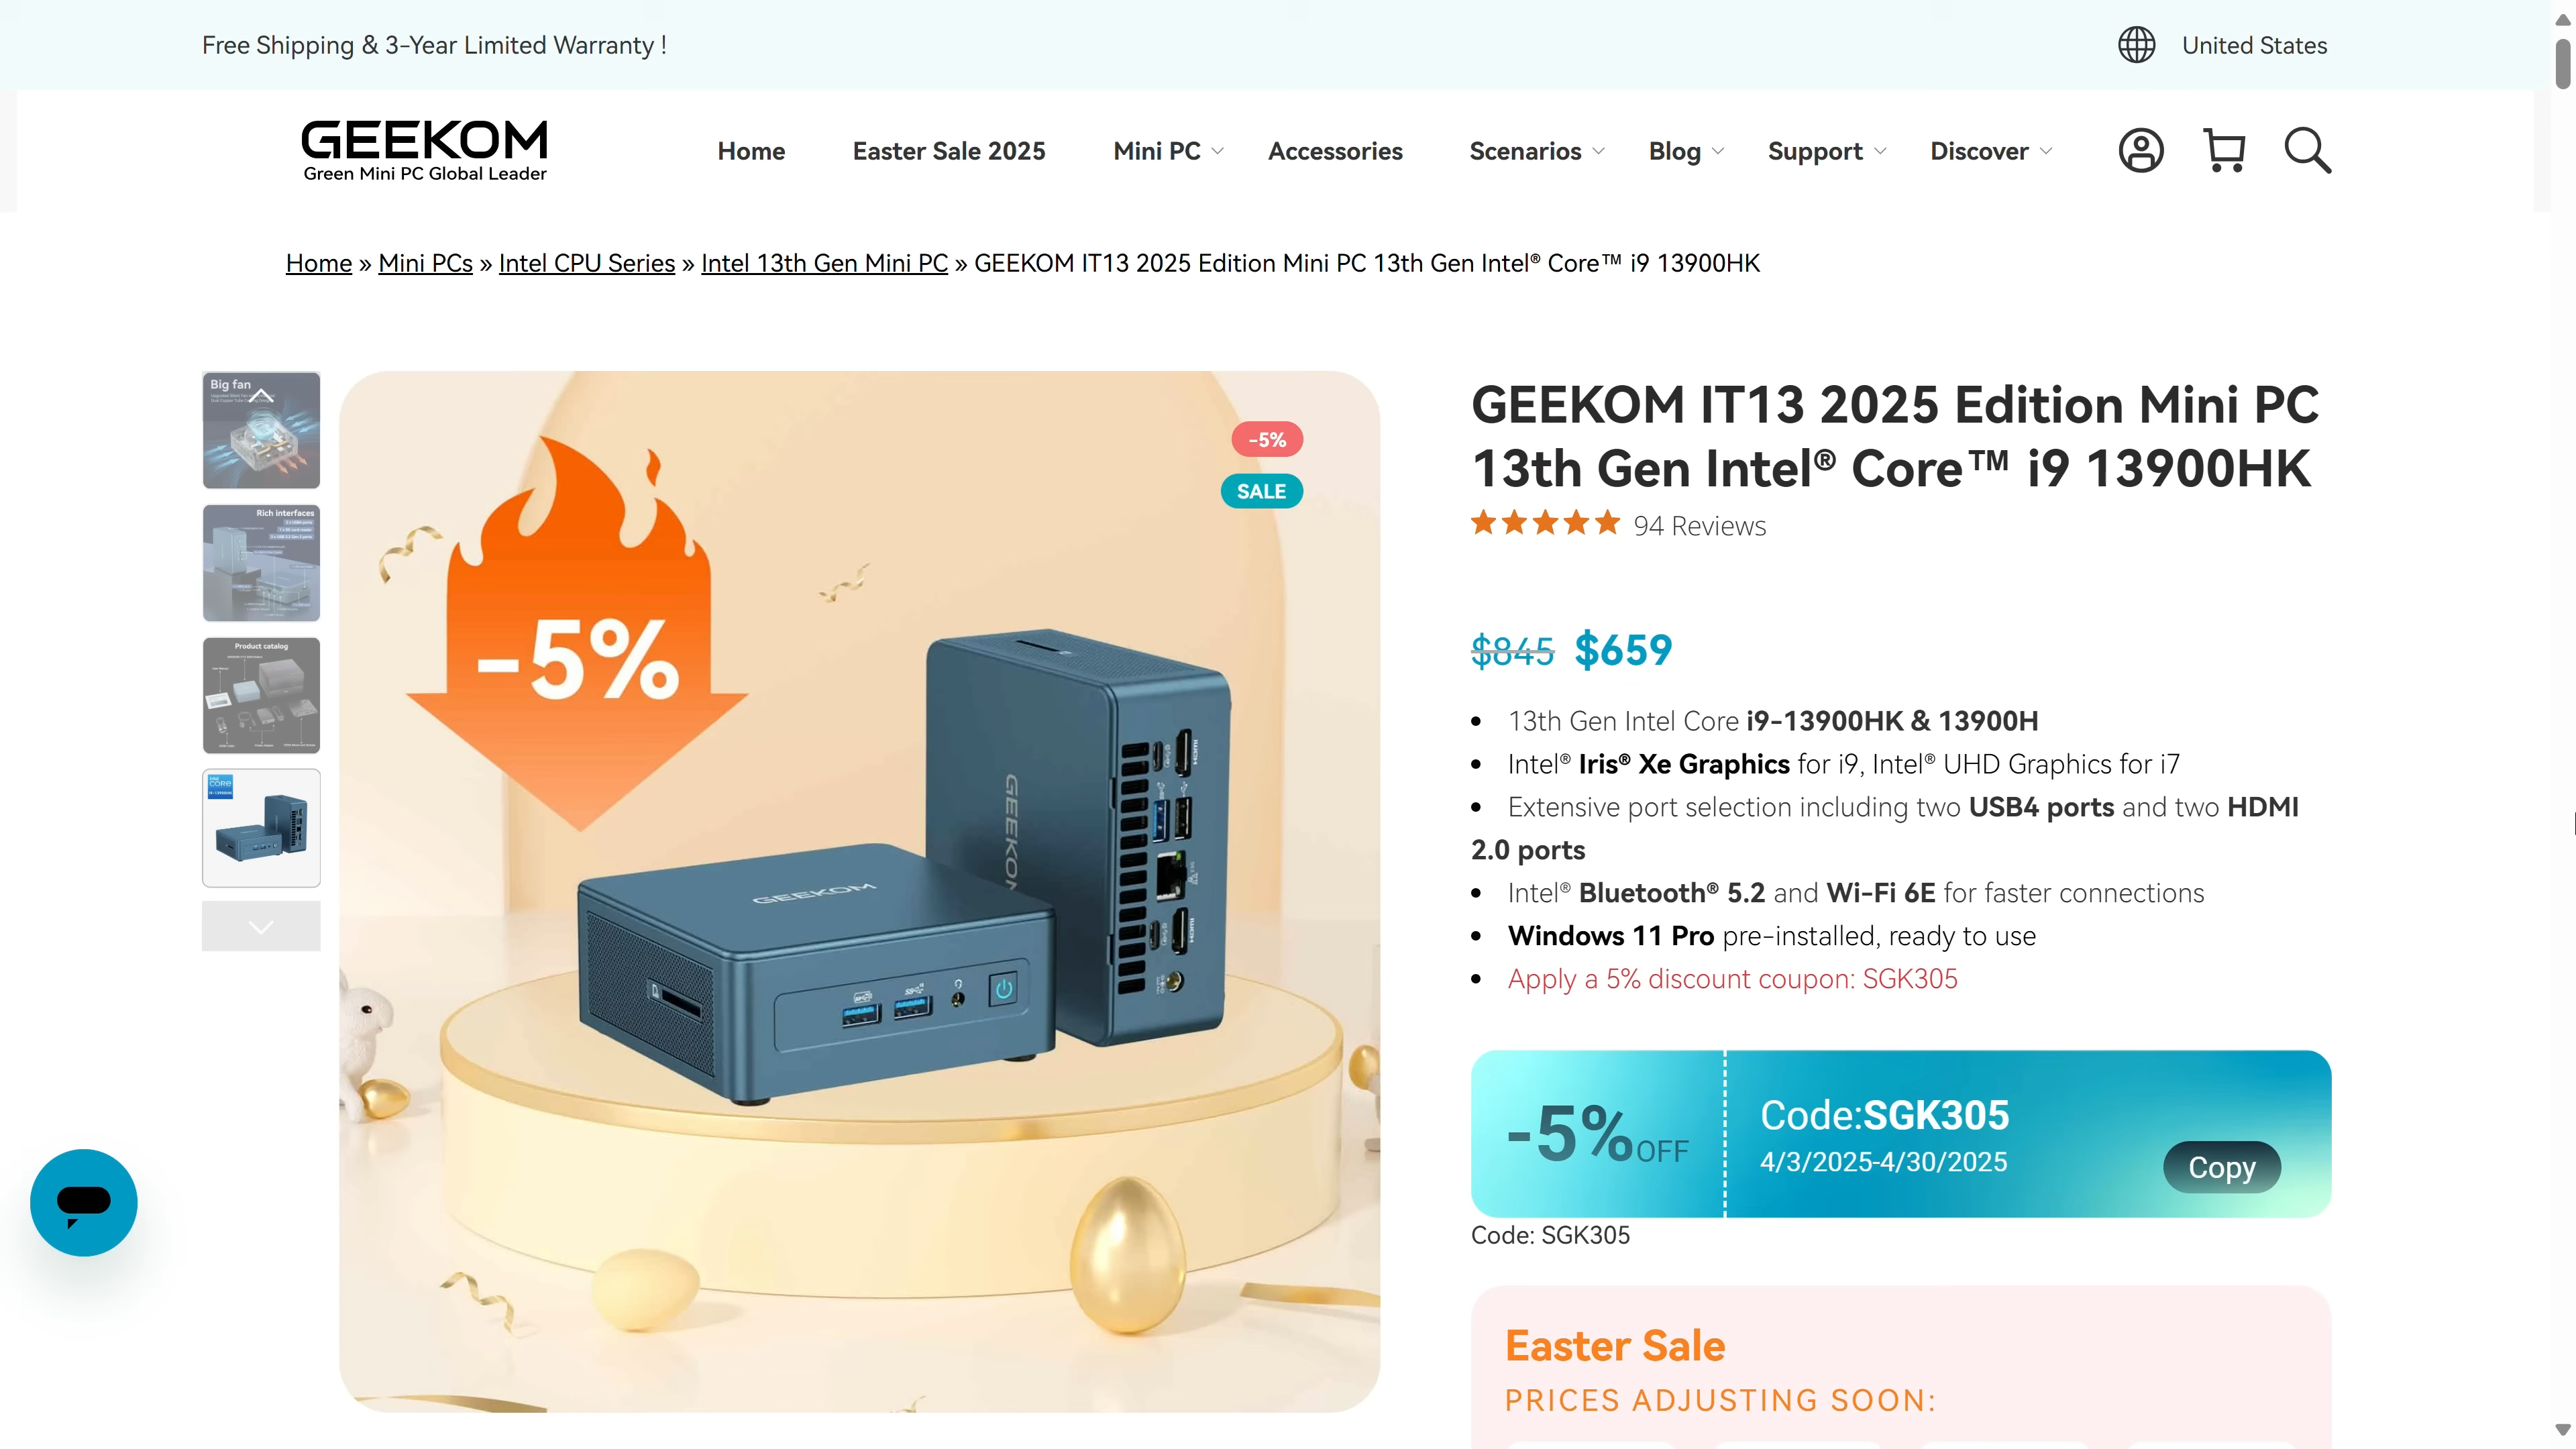 Free Shipping & 3-Year Limited Warranty !
United States
GEEKOM
Green Mini PC Global Leader
Home
Easter Sale 2025
Mini PC
Accessories
Scenarios
Blog
Support
Discover
Home » Mini PCs » Intel CPU Series » Intel 13th Gen Mini PC » GEEKOM IT13 2025 Edition Mini PC 13th Gen Intel® Core™ i9 13900HK
Big fan
Rich interfaces
Product catalog
-5%
SALE
-5%
GEEKOM
GEEKOM
GEEKOM IT13 2025 Edition Mini PC
13th Gen Intel® Core™ i9 13900HK
94 Reviews
$845 $659
• 13th Gen Intel Core i9-13900HK & 13900H
• Intel® Iris® Xe Graphics for i9, Intel® UHD Graphics for i7
• Extensive port selection including two USB4 ports and two HDMI
2.0 ports
• Intel® Bluetooth® 5.2 and Wi-Fi 6E for faster connections
• Windows 11 Pro pre-installed, ready to use
• Apply a 5% discount coupon: SGK305
-5%OFF
Code:SGK305
4/3/2025-4/30/2025
Copy
Code: SGK305
Easter Sale
PRICES ADJUSTING SOON: